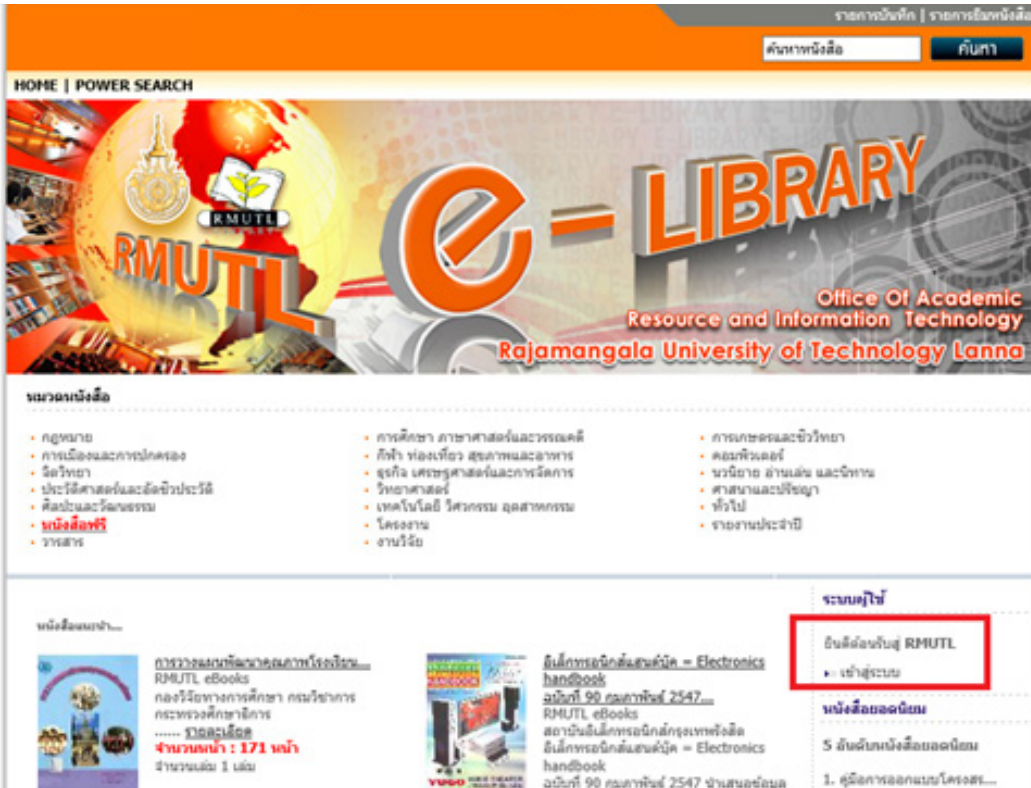 รายการบันทึก | รายการยืมหนังสือ
ค้นหาหนังสือ
ค้นหา
HOME | POWER SEARCH
RMUTL
RMUTL
e - LIBRARY
Office Of Academic
Resource and Information Technology
Rajamangala University of Technology Lanna
หมวดหนังสือ
กฎหมาย
การเมืองและการปกครอง
จิตวิทยา
ประวัติศาสตร์และอัตชีวประวัติ
ศิลปะและวัฒนธรรม
หนังสือฟรี
วารสาร
การศึกษา ภาษาศาสตร์และวรรณคดี
กีฬา ท่องเที่ยว สุขภาพและอาหาร
ธุรกิจ เศรษฐศาสตร์และการจัดการ
วิทยาศาสตร์
เทคโนโลยี วิศวกรรม อุตสาหกรรม
โครงงาน
งานวิจัย
การเกษตรและชีววิทยา
คอมพิวเตอร์
นวนิยาย อ่านเล่น และนิทาน
ศาสนาและปรัชญา
ทั่วไป
รายงานประจำปี
หนังสือแนะนำ...
การวางแผนพัฒนาคุณภาพโรงเรียน...
RMUTL eBooks
กองวิจัยทางการศึกษา กรมวิชาการ
กระทรวงศึกษาธิการ
...... รายละเอียด
จำนวนหน้า : 171 หน้า
จำนวนเล่ม 1 เล่ม
HANDBOOK
อิเล็กทรอนิกส์แฮนด์บุ๊ค = Electronics
handbook
ฉบับที่ 90 กุมภาพันธ์ 2547....
RMUTL eBooks
สถาบันอิเล็กทรอนิกส์กรุงเทพรังสิต
อิเล็กทรอนิกส์แฮนด์บุ๊ค = Electronics
handbook
ฉบับที่ 90 กุมภาพันธ์ 2547 นำเสนอข้อมูล
ระบบผู้ใช้
ยินดีต้อนรับสู่ RMUTL
เข้าสู่ระบบ
หนังสือยอดนิยม
5 อันดับหนังสือยอดนิยม
1. คู่มือการออกแบบโครงสร...